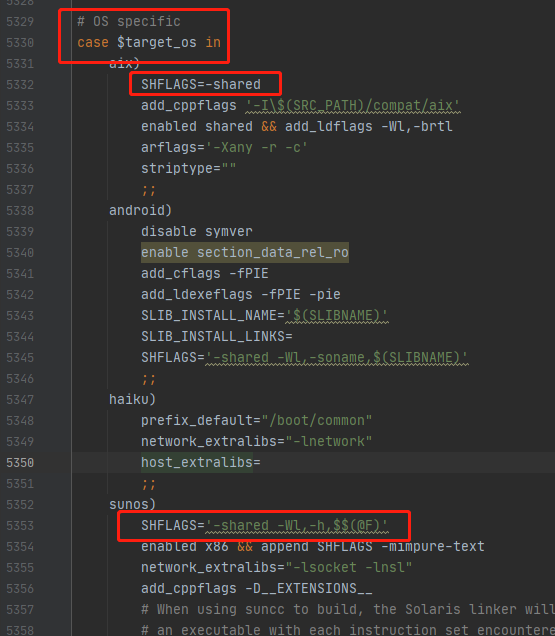 5328
5329 # OS specific
5330 case $target_os in
5331 aix)
5332 SHFLAGS=-shared
5333 add_cppflags '-I\$(SRC_PATH)/compat/aix'
5334 enabled shared && add_ldflags -Wl,-brtl
5335 arflags='-Xany -r -c'
5336 striptype=""
5337 ;;
5338 android)
5339 disable symver
5340 enable section_data_rel_ro
5341 add_cflags -fPIE
5342 add_ldexeflags -fPIE -pie
5343 SLIB_INSTALL_NAME='$(SLIBNAME)'
5344 SLIB_INSTALL_LINKS=
5345 SHFLAGS='-shared -Wl,-soname,$(SLIBNAME)'
5346 ;;
5347 haiku)
5348 prefix_default="/boot/common"
5349 network_extralibs="-lnetwork"
5350 host_extralibs=
5351 ;;
5352 sunos)
5353 SHFLAGS='-shared -Wl,-h,$$(@F)'
5354 enabled x86 && append SHFLAGS -mimpure-text
5355 network_extralibs="-lsocket -lnsl"
5356 add_cppflags -D__EXTENSIONS__
5357 # When using suncc to build, the Solaris linker will
5358 # an executable with each instruction set encountere